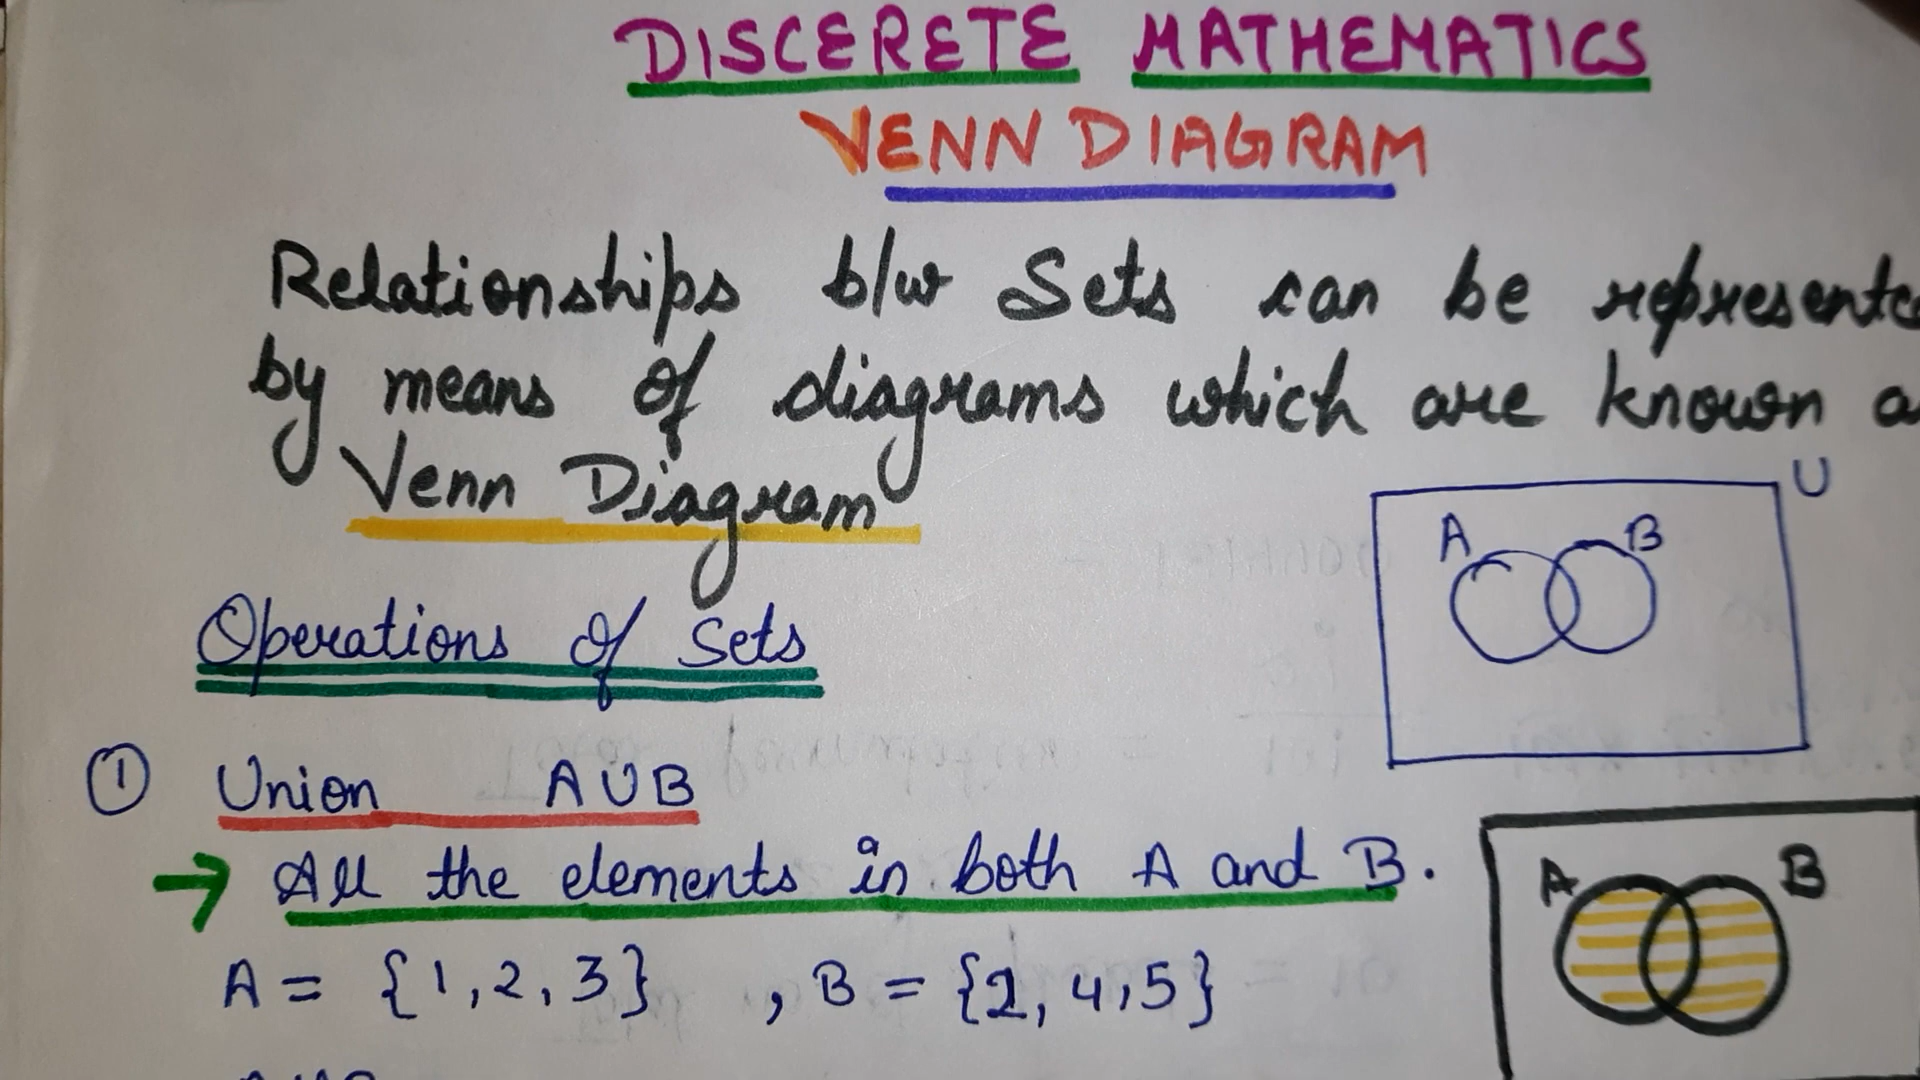 DISCERETE MATHEMATICS
VENN DIAGRAM
Relationships b/w Sets can be represente
by means of diagrams which are known a
Venn Diagram
U
A B
Operations of Sets
① Union A∪B
→ All the elements in both A and B.
A B
A = {1, 2, 3} , B = {2, 4, 5}